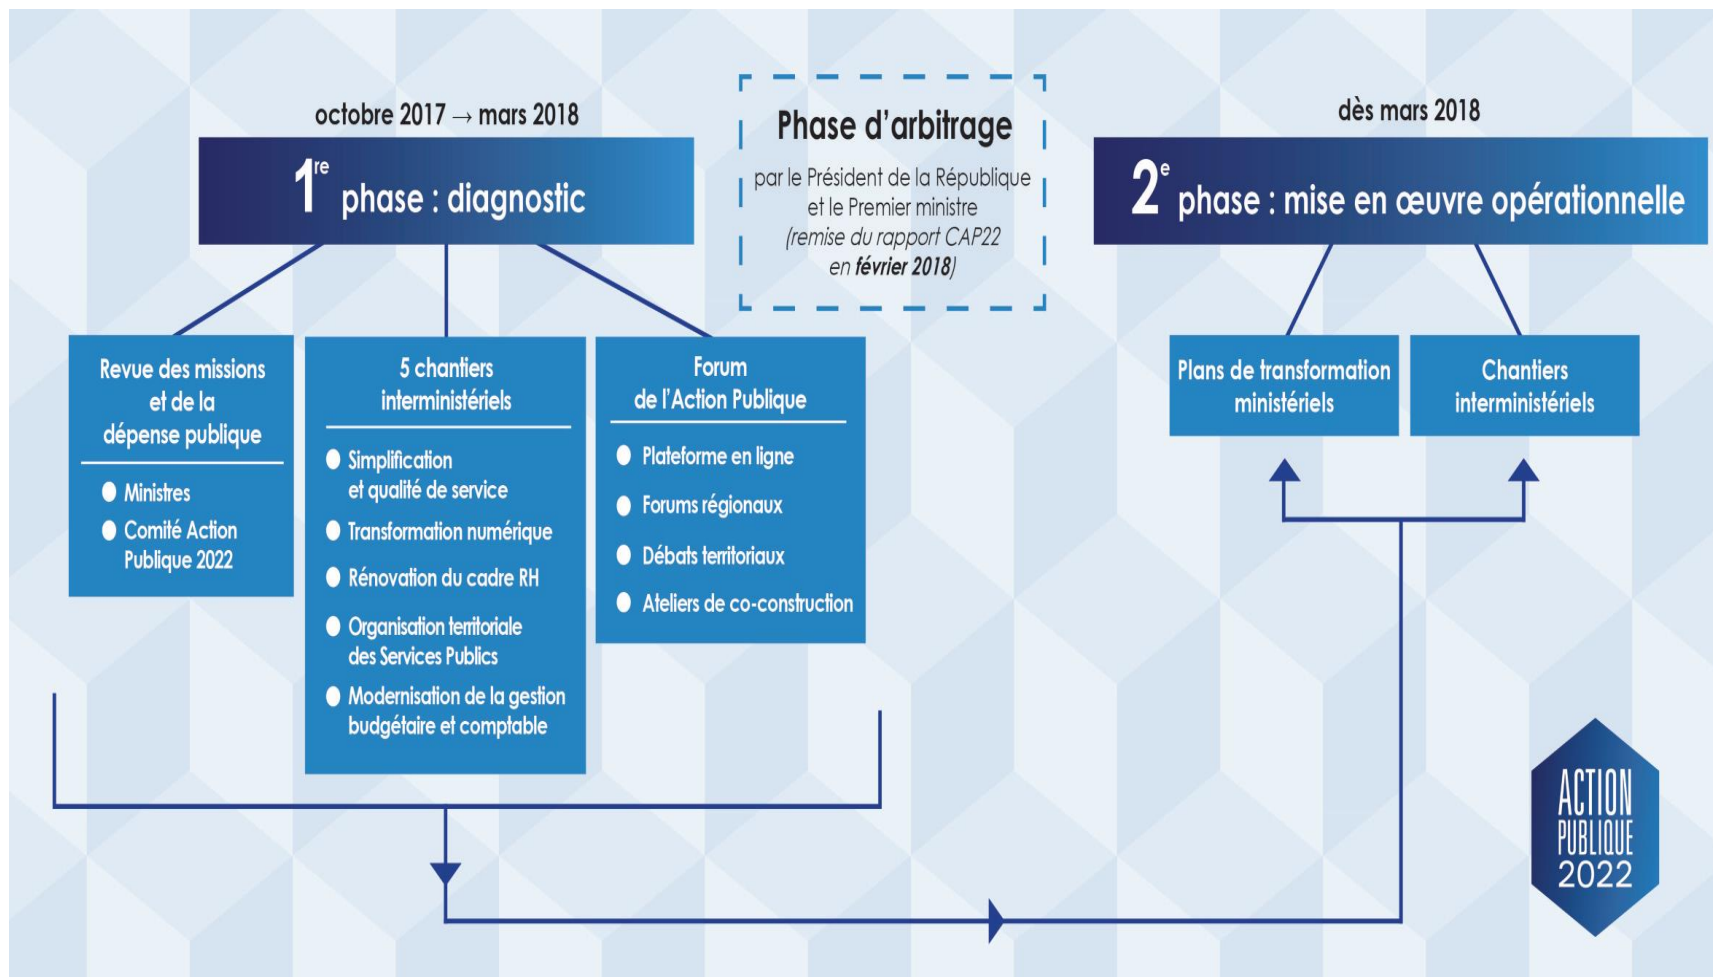 octobre 2017 → mars 2018
1re phase : diagnostic
Revue des missions
et de la
dépense publique
Ministres
Comité Action
Publique 2022
5 chantiers
interministériels
Simplification
et qualité de service
Transformation numérique
Rénovation du cadre RH
Organisation territoriale
des Services Publics
Modernisation de la gestion
budgétaire et comptable
Forum
de l’Action Publique
Plateforme en ligne
Forums régionaux
Débats territoriaux
Ateliers de co-construction
Phase d’arbitrage
par le Président de la République
et le Premier ministre
(remise du rapport CAP22
en février 2018)
dès mars 2018
2e phase : mise en œuvre opérationnelle
Plans de transformation
ministériels
Chantiers
interministériels
ACTION
PUBLIQUE
2022